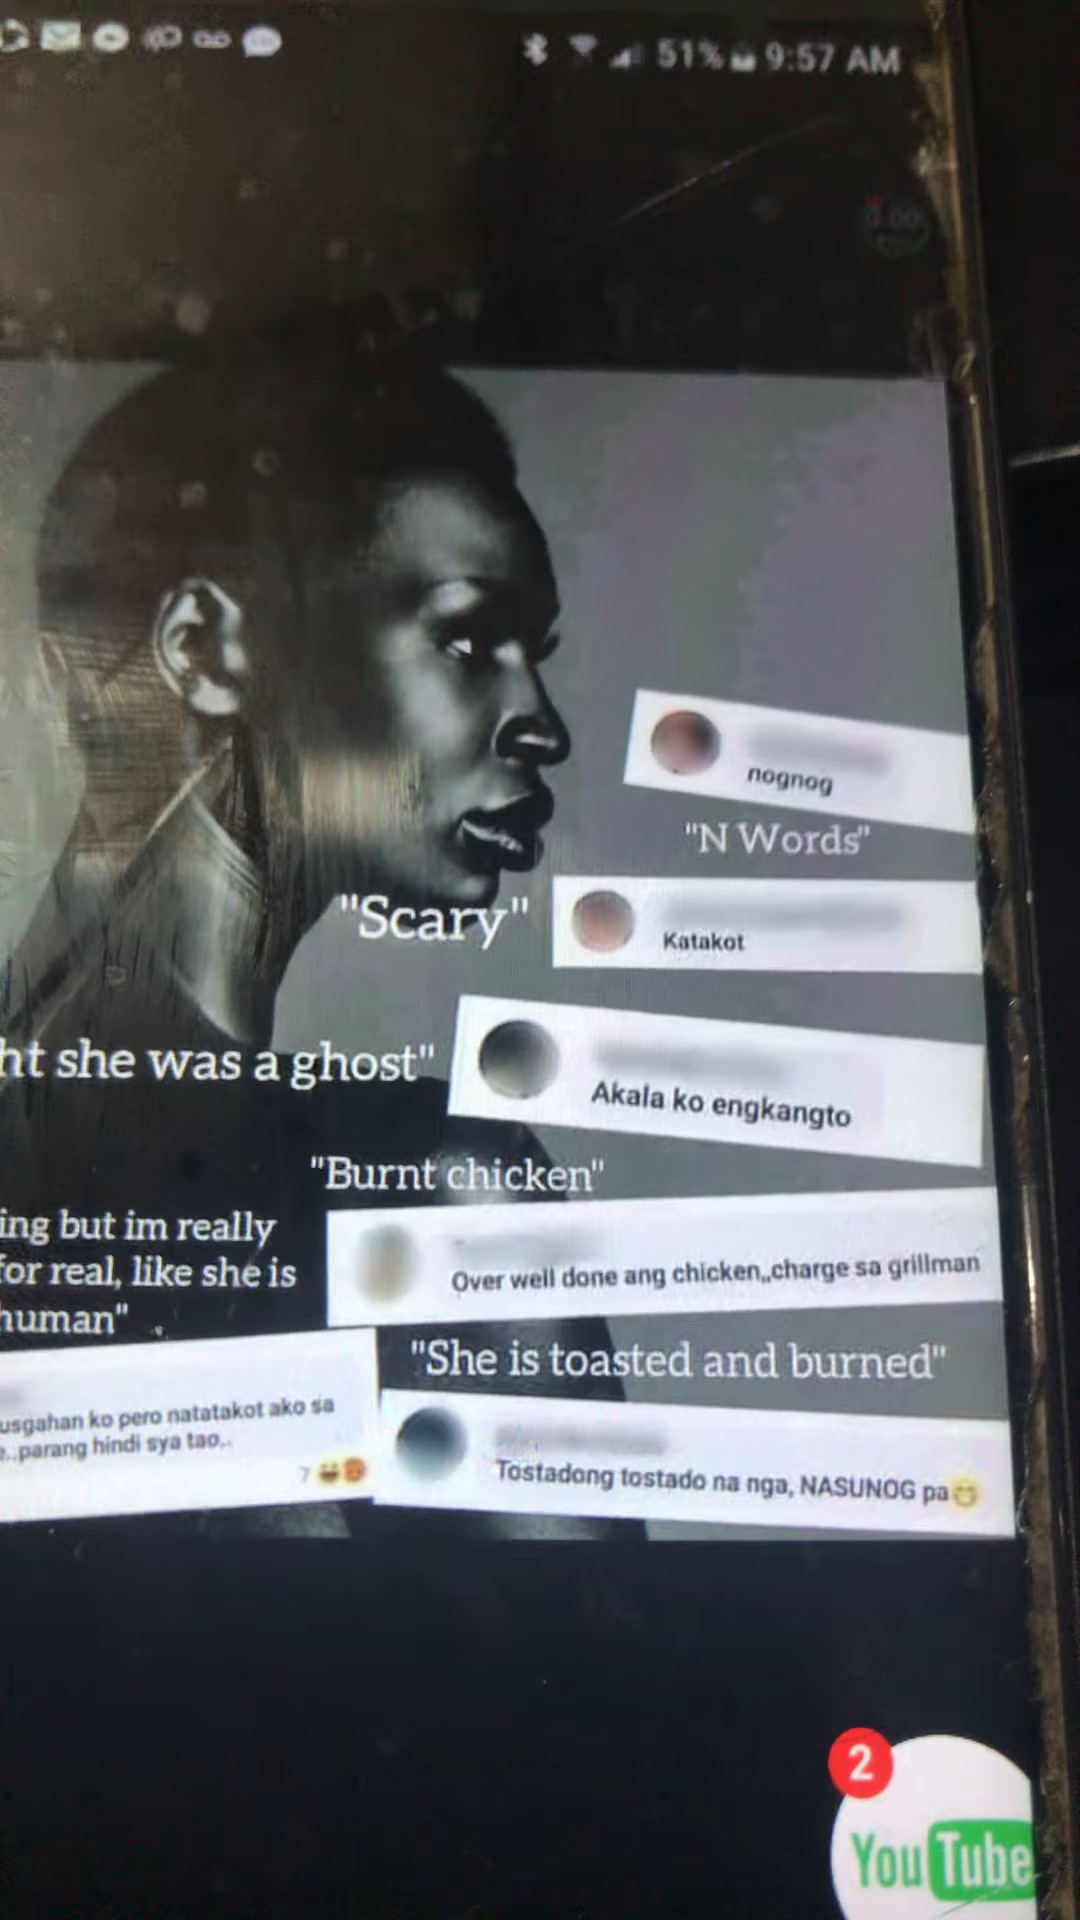 51% 9:57 AM
0:00
nognog
"N Words"
"Scary"
Katakot
ht she was a ghost"
Akala ko engkangto
"Burnt chicken"
ing but im really
for real, like she is
human"
Over well done ang chicken,,charge sa grillman
"She is toasted and burned"
usgahan ko pero natatakot ako sa
e..parang hindi sya tao..
7
Tostadong tostado na nga, NASUNOG pa
2
YouTube